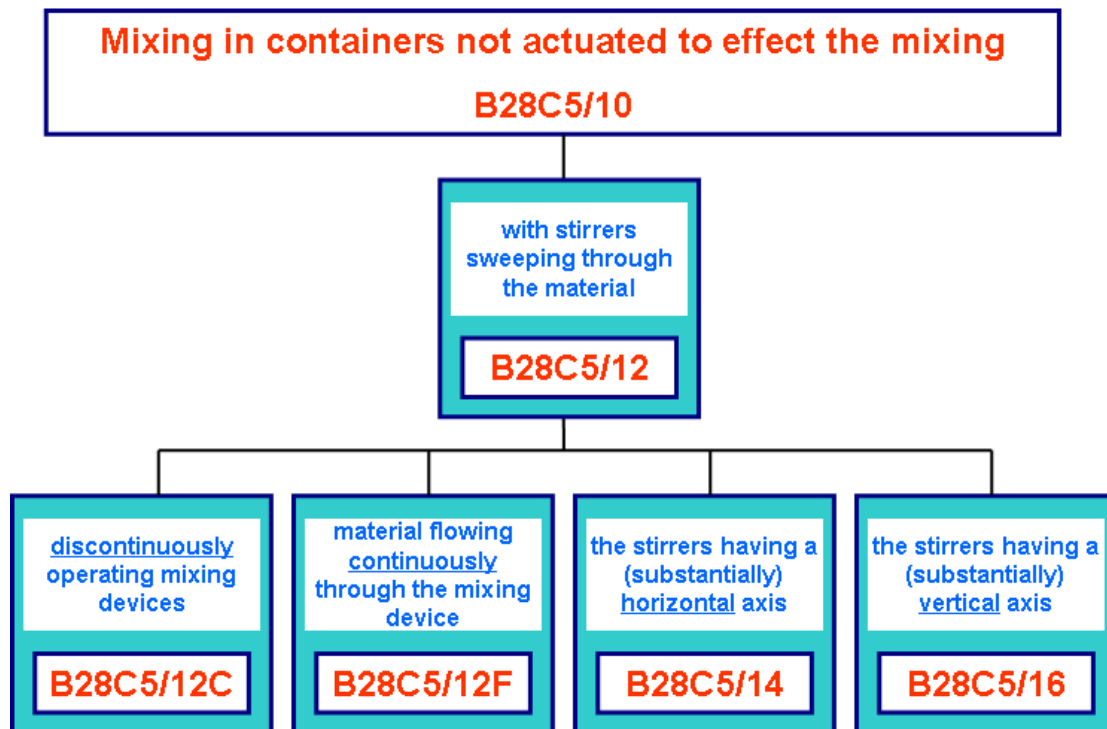 Mixing in containers not actuated to effect the mixing
B28C5/10
with stirrers
sweeping through
the material
B28C5/12
discontinuously
operating mixing
devices
B28C5/12C
material flowing
continuously
through the mixing
device
B28C5/12F
the stirrers having a
(substantially)
horizontal axis
B28C5/14
the stirrers having a
(substantially)
vertical axis
B28C5/16